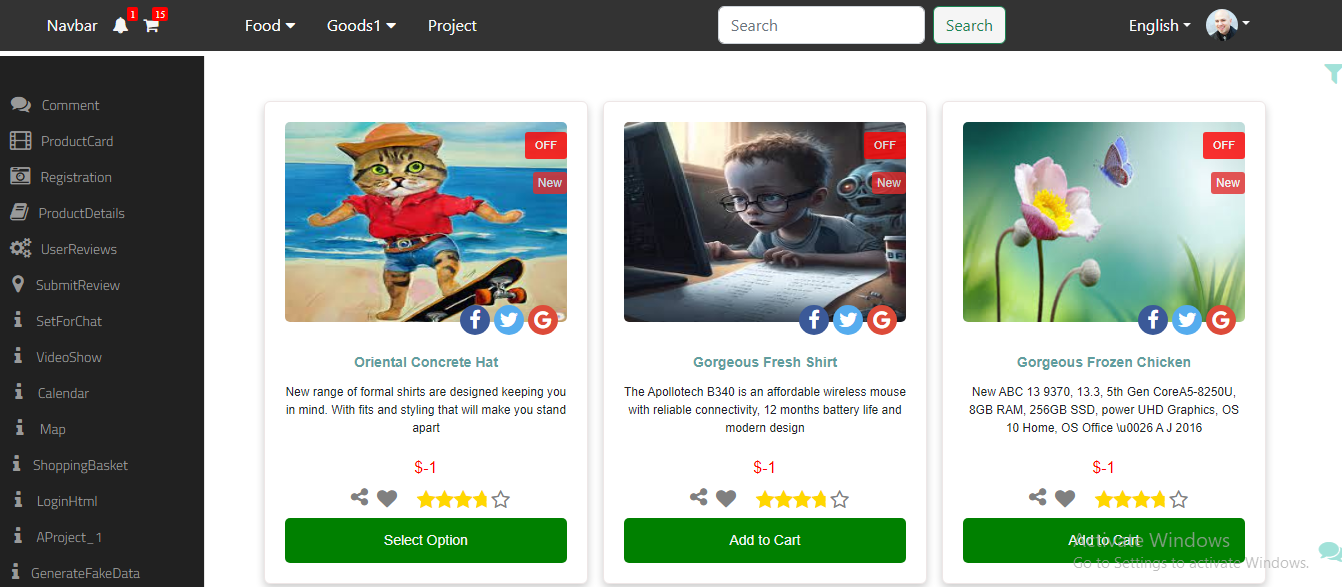 Navbar 1 15 Food Goods1 Project Search Search English
Comment
ProductCard
Registration
ProductDetails
UserReviews
SubmitReview
SetForChat
VideoShow
Calendar
Map
ShoppingBasket
LoginHtml
AProject_1
GenerateFakeData
OFF
New
Oriental Concrete Hat
New range of formal shirts are designed keeping you
in mind. With fits and styling that will make you stand
apart
$-1
Select Option
OFF
New
Gorgeous Fresh Shirt
The Apollotech B340 is an affordable wireless mouse
with reliable connectivity, 12 months battery life and
modern design
$-1
Add to Cart
OFF
New
Gorgeous Frozen Chicken
New ABC 13 9370, 13.3, 5th Gen CoreA5-8250U,
8GB RAM, 256GB SSD, power UHD Graphics, OS
10 Home, OS Office \u0026 A J 2016
$-1
Add to Cart
Activate Windows
Go to Settings to activate Windows.